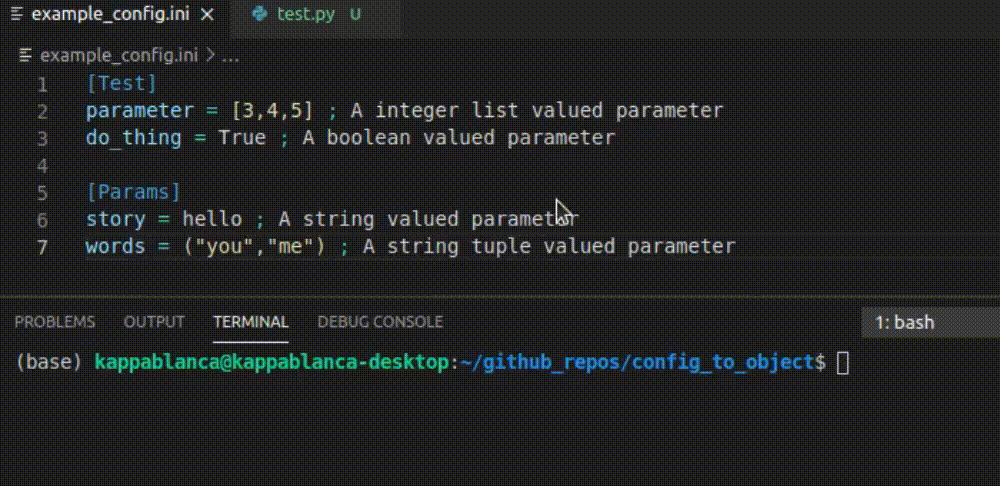 example_config.ini × test.py U
example_config.ini > ...
1 [Test]
2 parameter = [3,4,5] ; A integer list valued parameter
3 do_thing = True ; A boolean valued parameter
4
5 [Params]
6 story = hello ; A string valued parameter
7 words = ("you","me") ; A string tuple valued parameter
PROBLEMS OUTPUT TERMINAL DEBUG CONSOLE 1: bash
(base) kappablanca@kappablanca-desktop:~/github_repos/config_to_object$